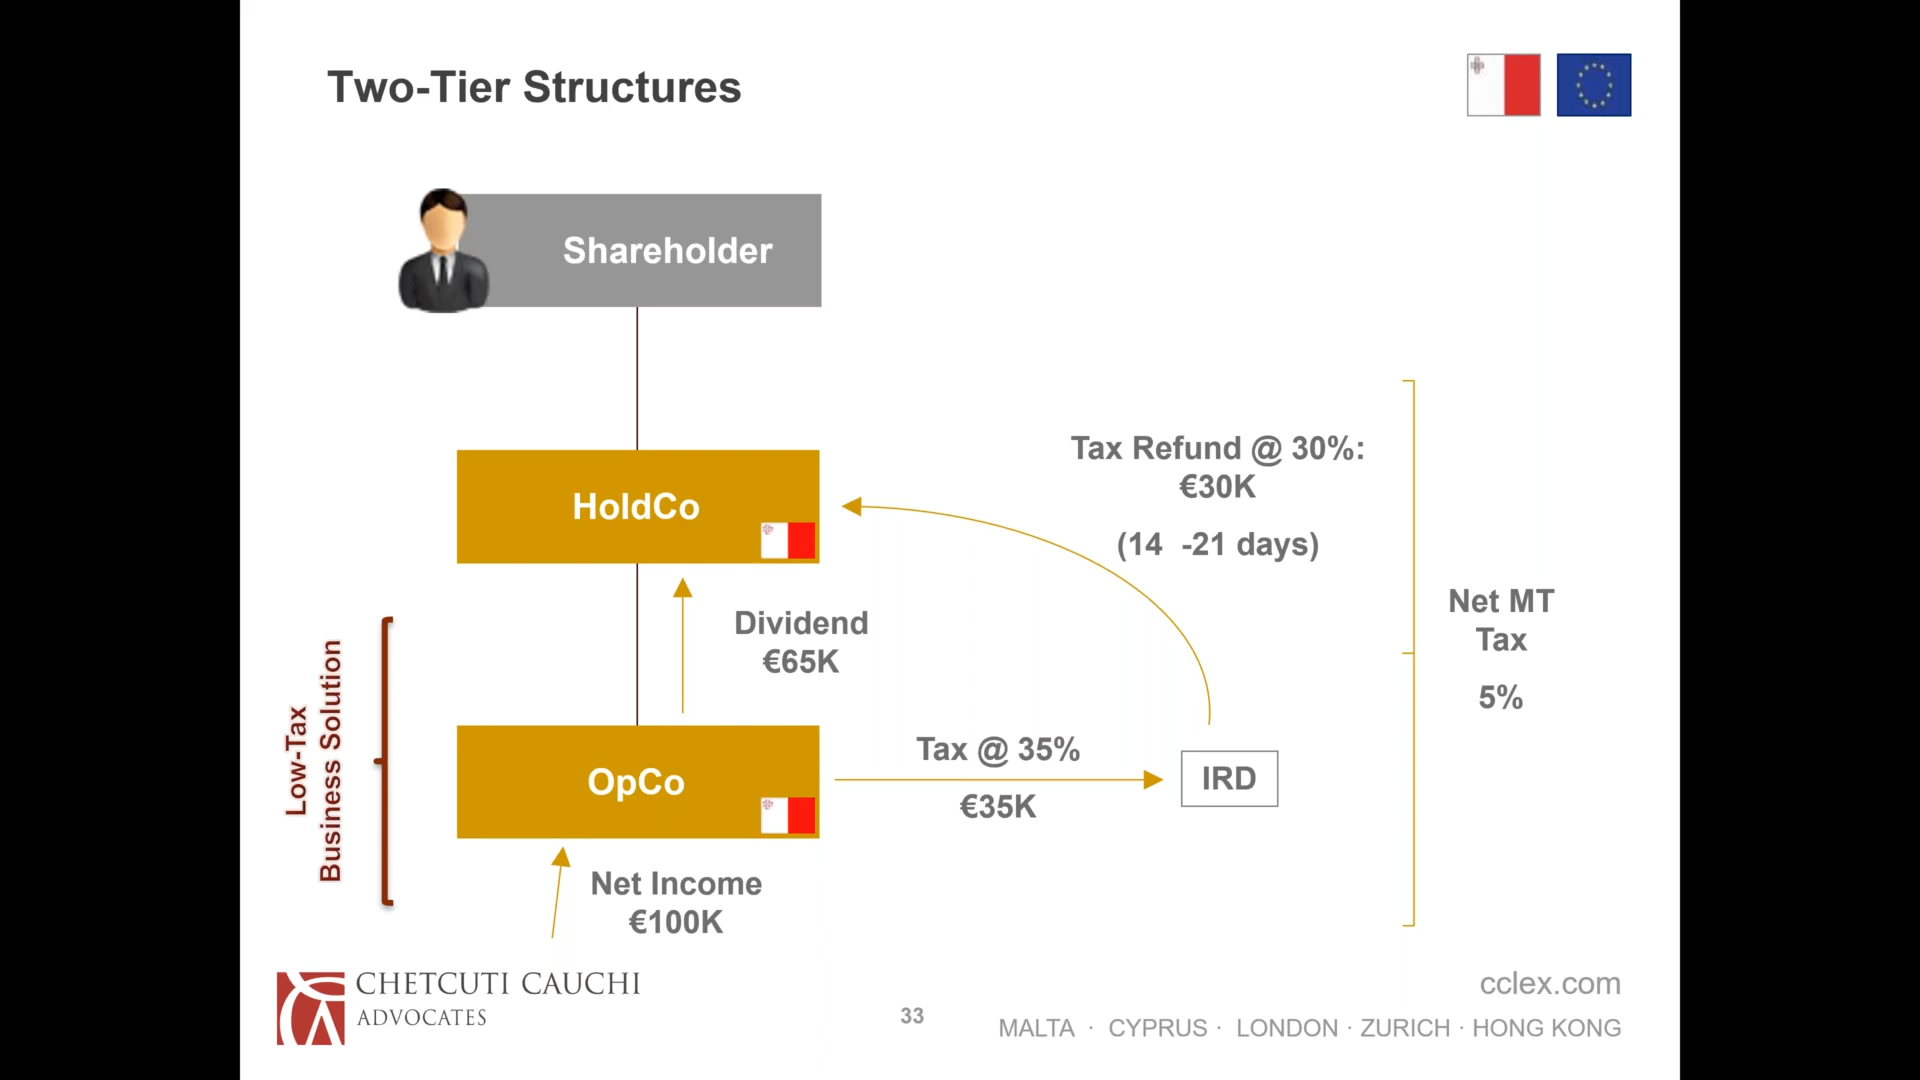 Two-Tier Structures
Shareholder
HoldCo
Tax Refund @ 30%:
€30K
(14  -21 days)
Net MT
Tax
5%
Dividend
€65K
Low-Tax
Business Solution
OpCo
Tax @ 35%
€35K
IRD
Net Income
€100K
CHETCUTI CAUCHI
ADVOCATES
33
cclex.com
MALTA · CYPRUS · LONDON · ZURICH · HONG KONG